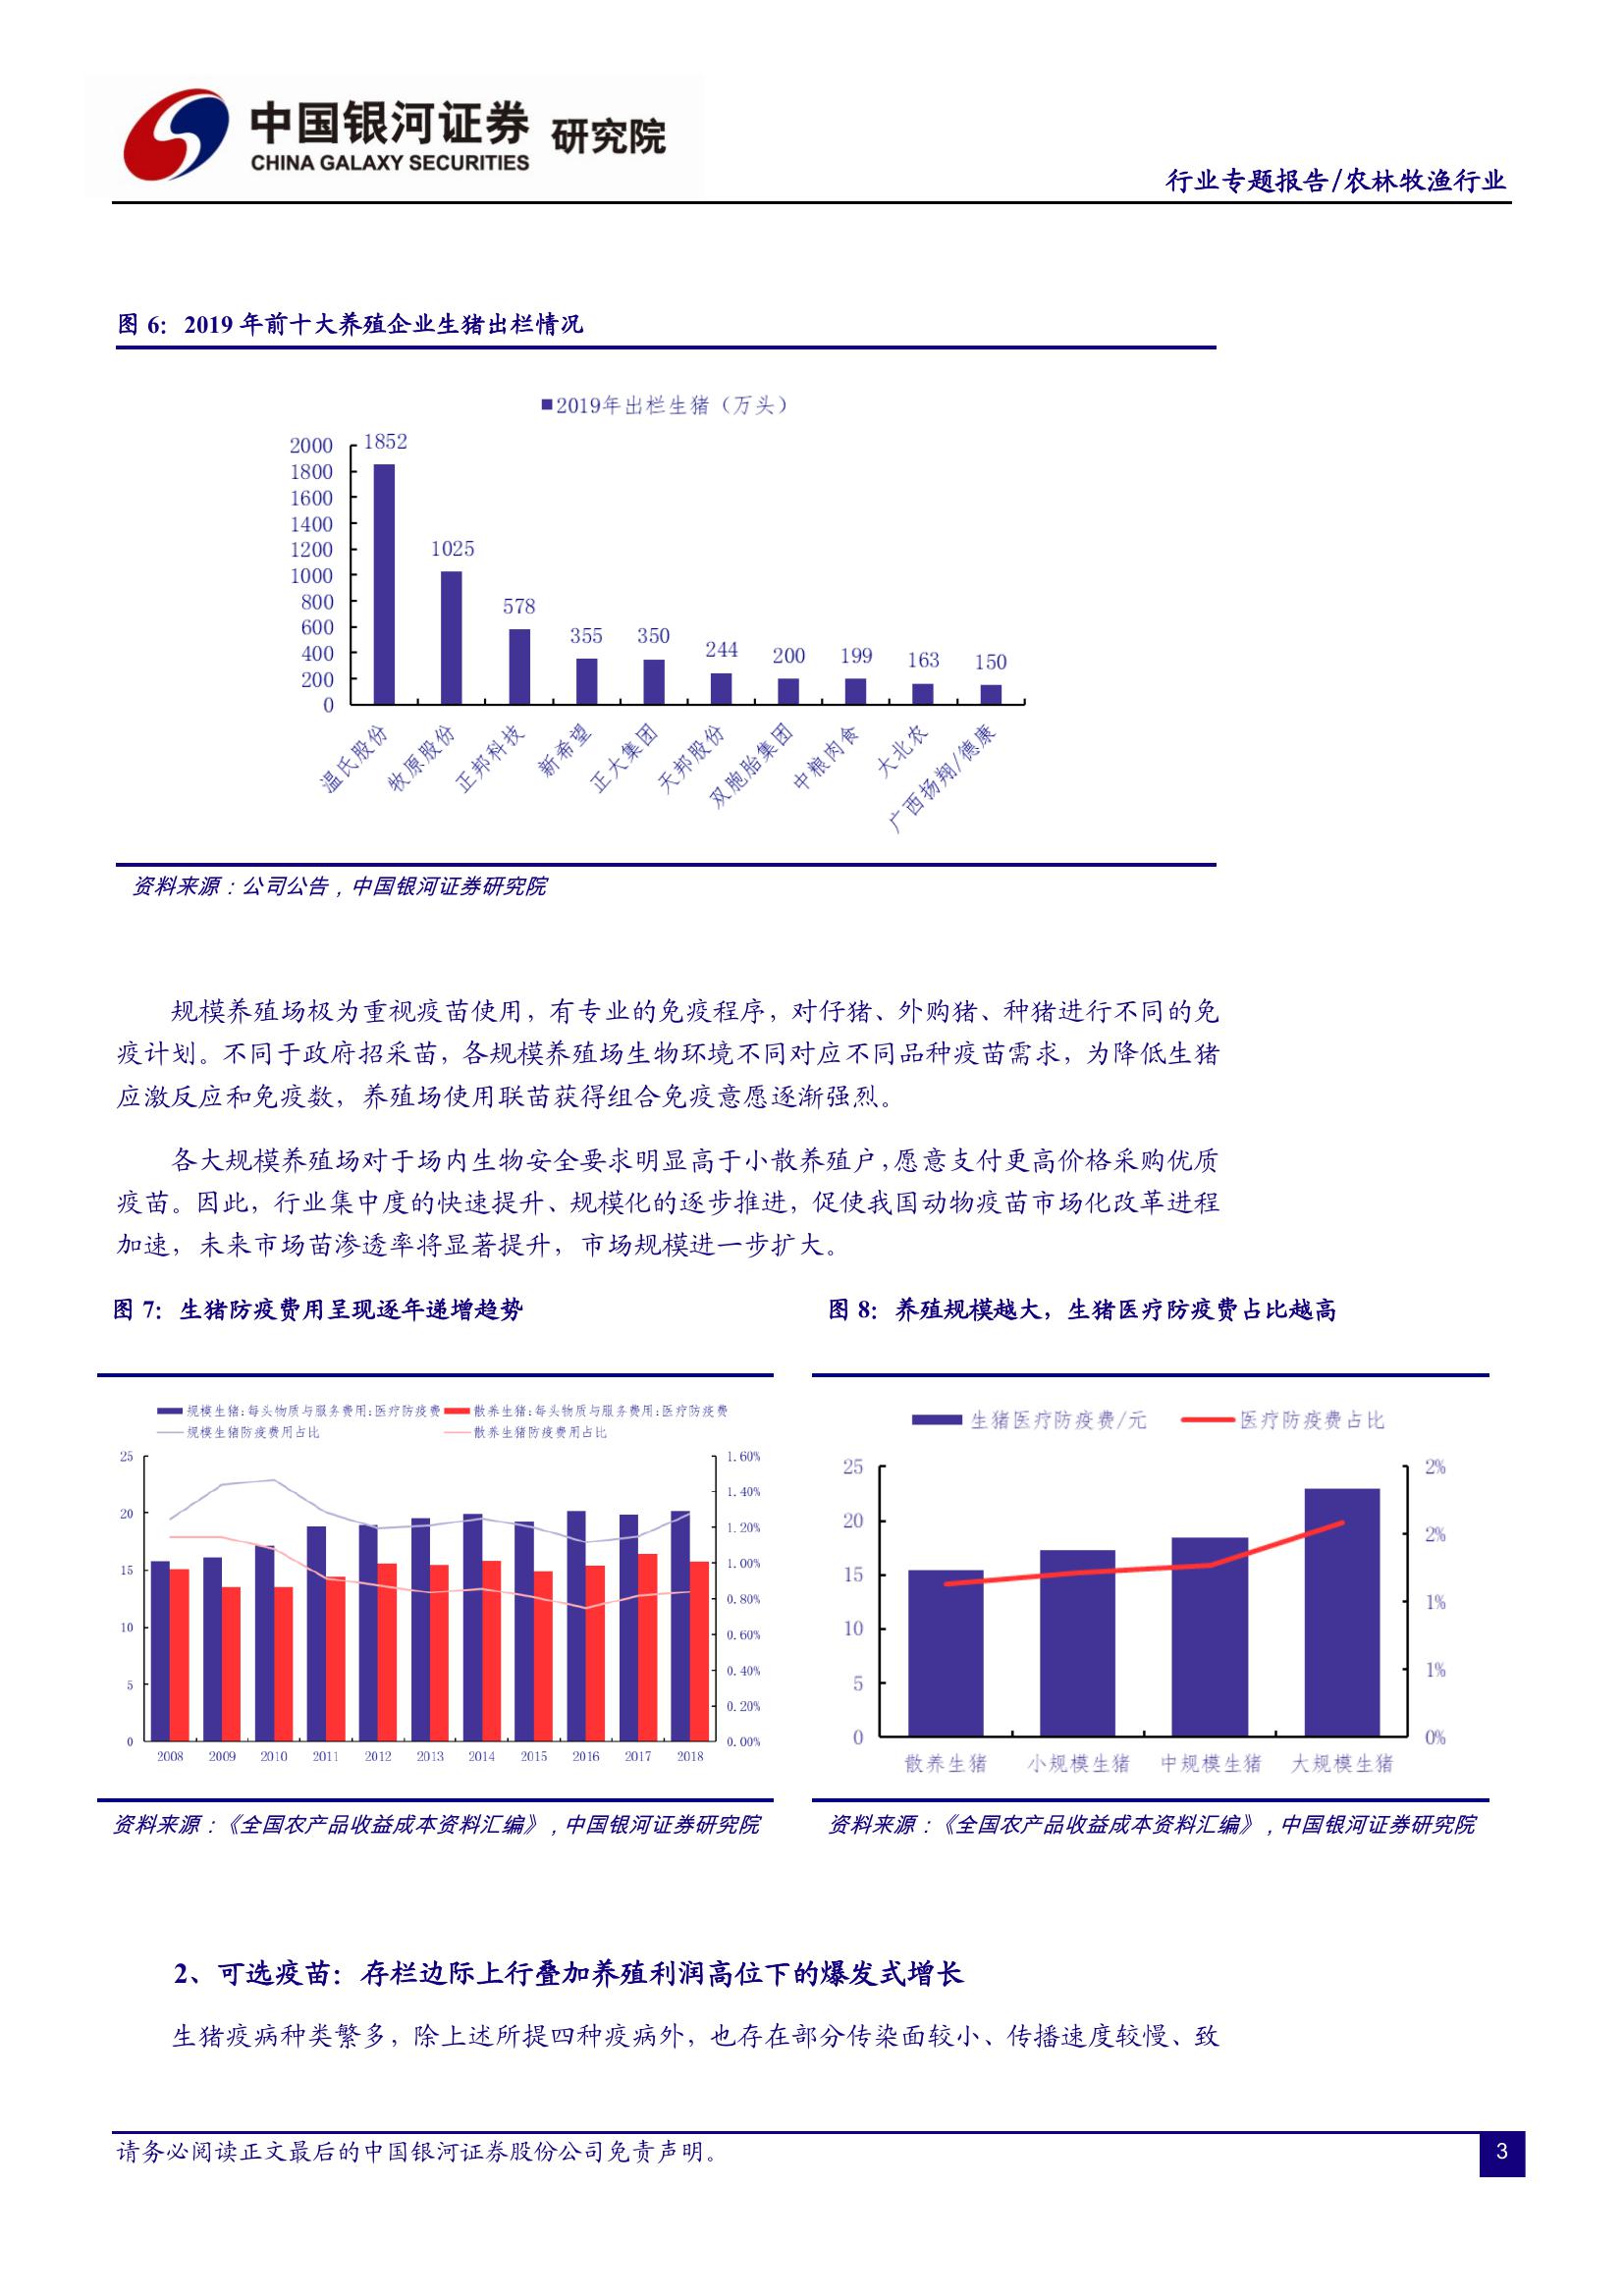 中国银河证券 研究院
CHINA GALAXY SECURITIES
行业专题报告/农林牧渔行业
图 6：2019 年前十大养殖企业生猪出栏情况
2019年出栏生猪（万头）
2000
1800
1600
1400
1200
1000
800
600
400
200
0
1852
1025
578
355
350
244
200
199
163
150
温氏股份
牧原股份
正邦科技
新希望
正大集团
天邦股份
双胞胎集团
中粮肉食
大北农
广西扬翔/德康
资料来源：公司公告，中国银河证券研究院
规模养殖场极为重视疫苗使用，有专业的免疫程序，对仔猪、外购猪、种猪进行不同的免
疫计划。不同于政府招采苗，各规模养殖场生物环境不同对应不同品种疫苗需求，为降低生猪
应激反应和免疫数，养殖场使用联苗获得组合免疫意愿逐渐强烈。
各大规模养殖场对于场内生物安全要求明显高于小散养殖户,愿意支付更高价格采购优质
疫苗。因此，行业集中度的快速提升、规模化的逐步推进，促使我国动物疫苗市场化改革进程
加速，未来市场苗渗透率将显著提升，市场规模进一步扩大。
图 7：生猪防疫费用呈现逐年递增趋势
规模生猪:每头物质与服务费用:医疗防疫费 散养生猪:每头物质与服务费用:医疗防疫费
规模生猪防疫费用占比 散养生猪防疫费用占比
25
20
15
10
5
0
1.60%
1.40%
1.20%
1.00%
0.80%
0.60%
0.40%
0.20%
0.00%
2008 2009 2010 2011 2012 2013 2014 2015 2016 2017 2018
资料来源：《全国农产品收益成本资料汇编》，中国银河证券研究院
图 8：养殖规模越大，生猪医疗防疫费占比越高
生猪医疗防疫费/元 医疗防疫费占比
25
20
15
10
5
0
2%
2%
1%
1%
0%
散养生猪 小规模生猪 中规模生猪 大规模生猪
资料来源：《全国农产品收益成本资料汇编》，中国银河证券研究院
2、可选疫苗：存栏边际上行叠加养殖利润高位下的爆发式增长
生猪疫病种类繁多，除上述所提四种疫病外，也存在部分传染面较小、传播速度较慢、致
请务必阅读正文最后的中国银河证券股份公司免责声明。
3